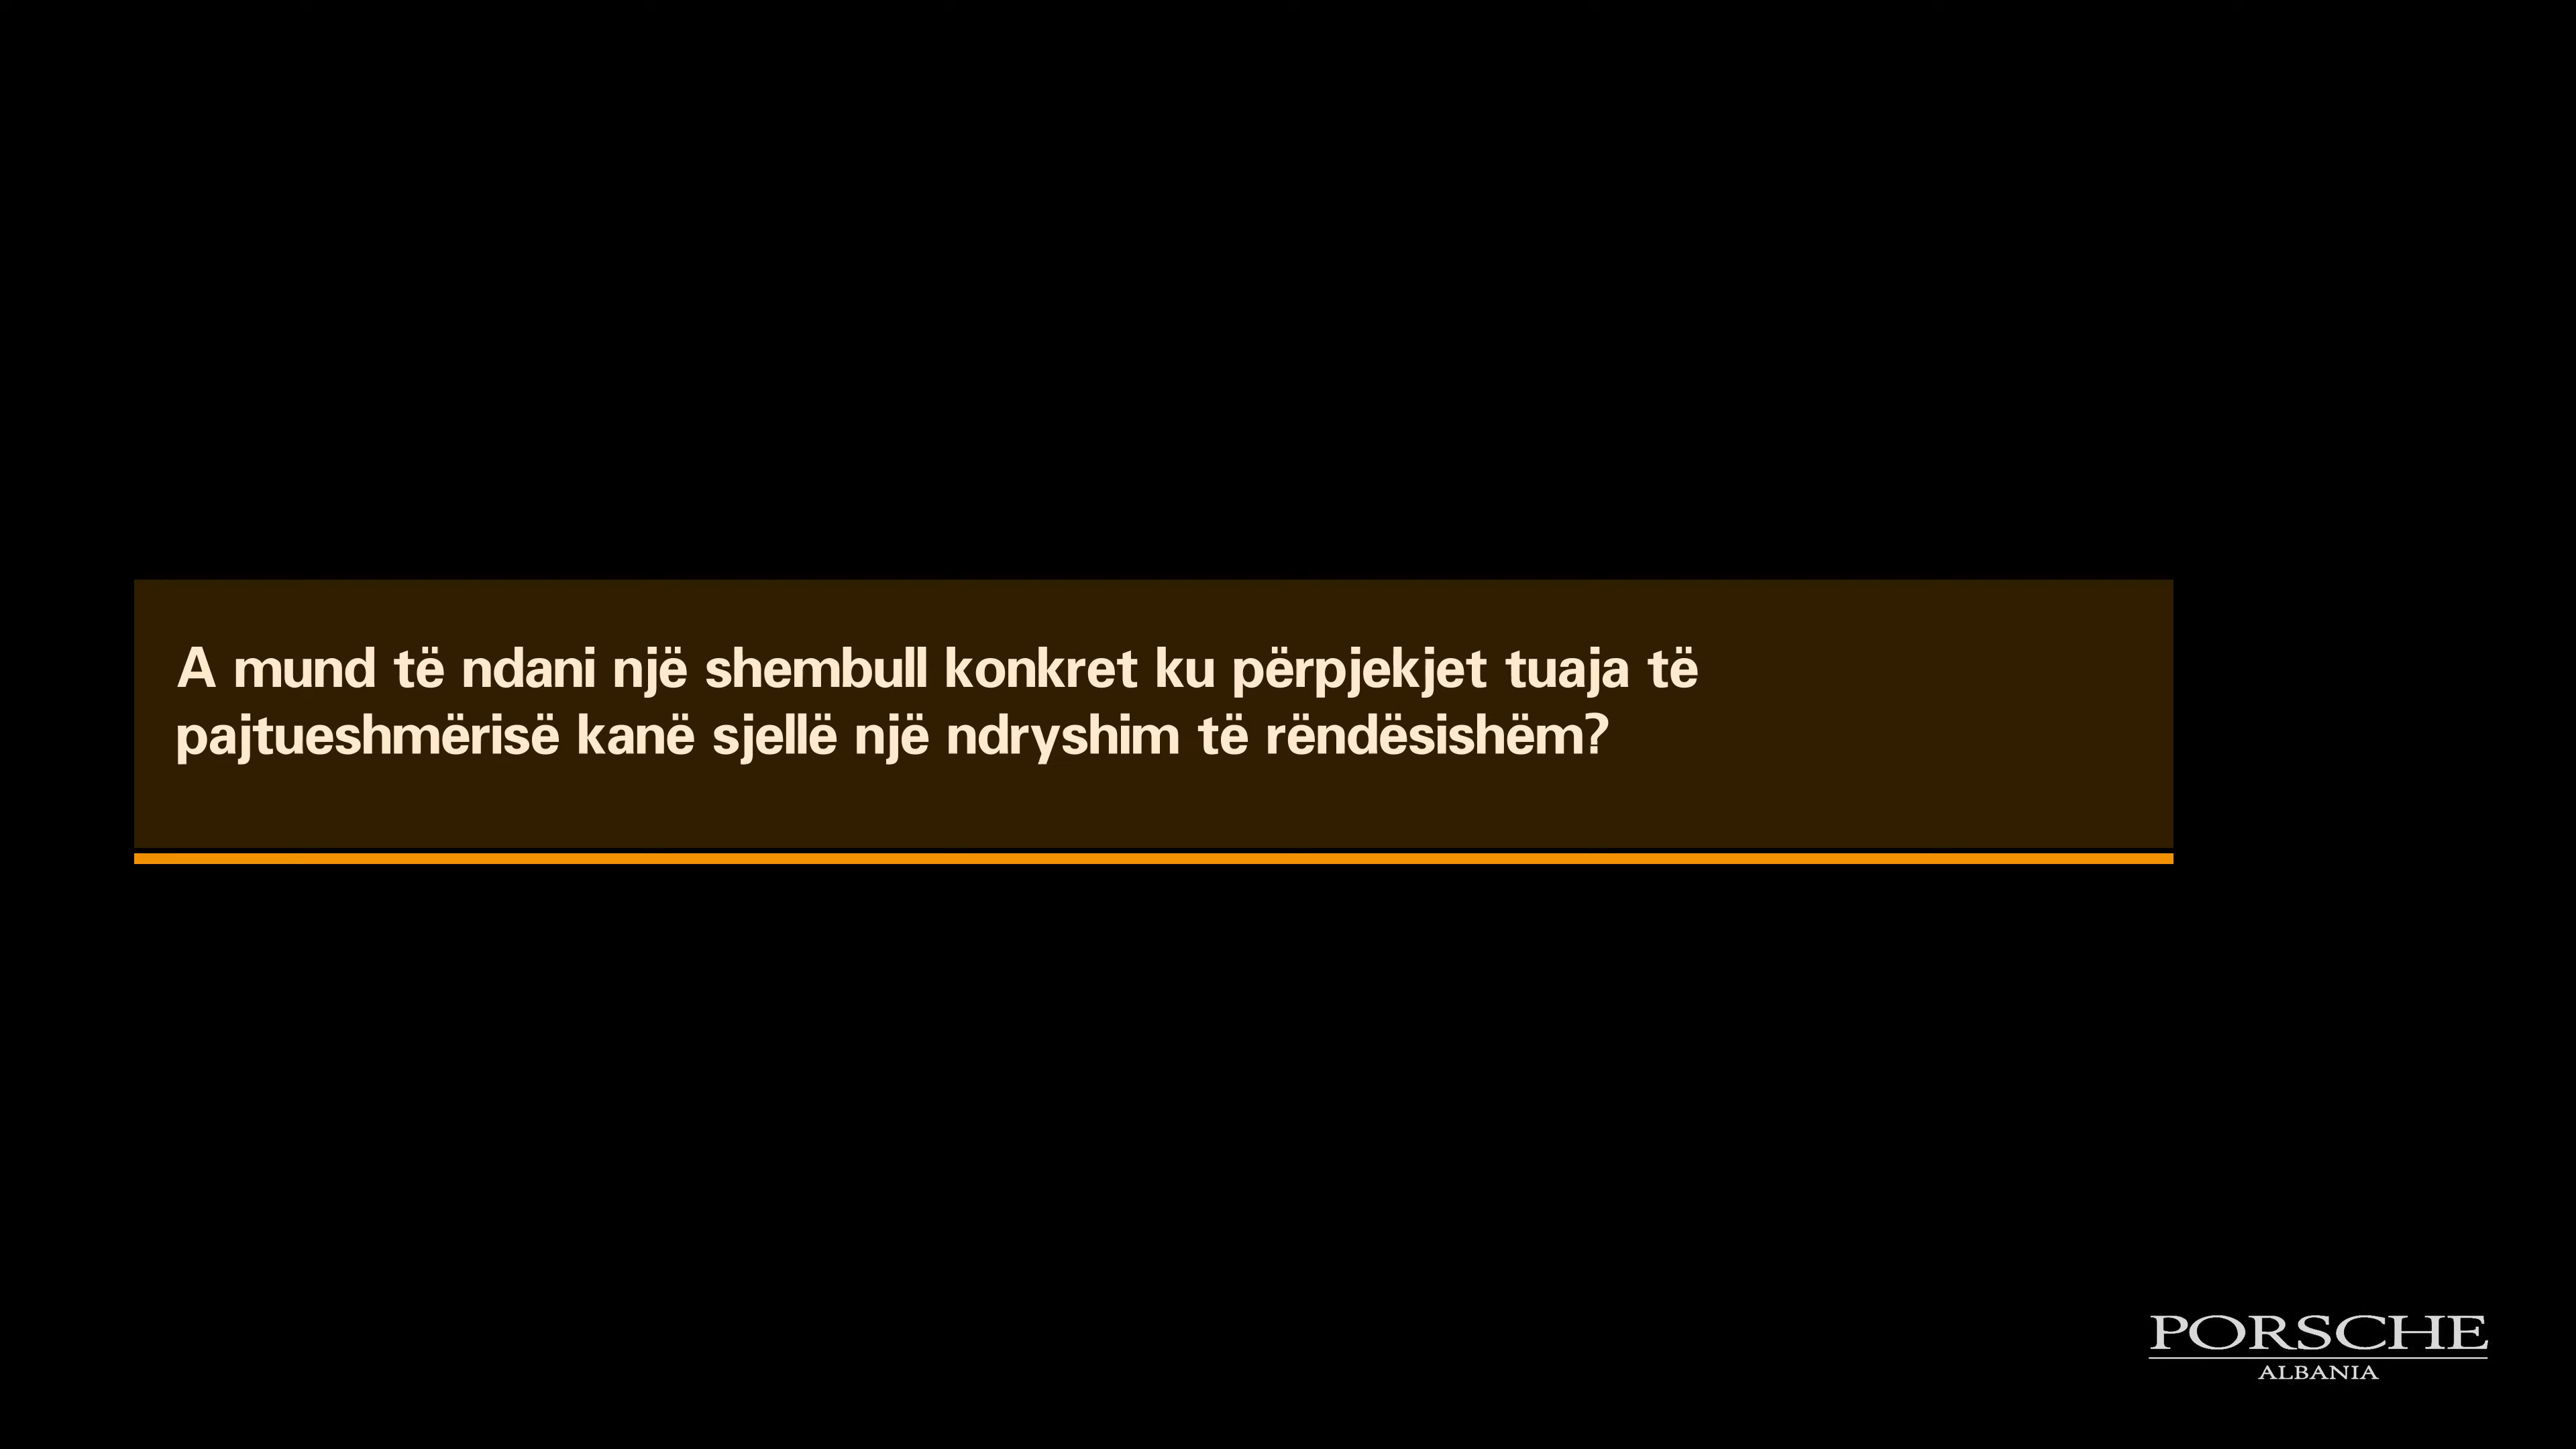 A mund të ndani një shembull konkret ku përpjekjet tuaja të
pajtueshmërisë kanë sjellë një ndryshim të rëndësishëm?
PORSCHE
ALBANIA